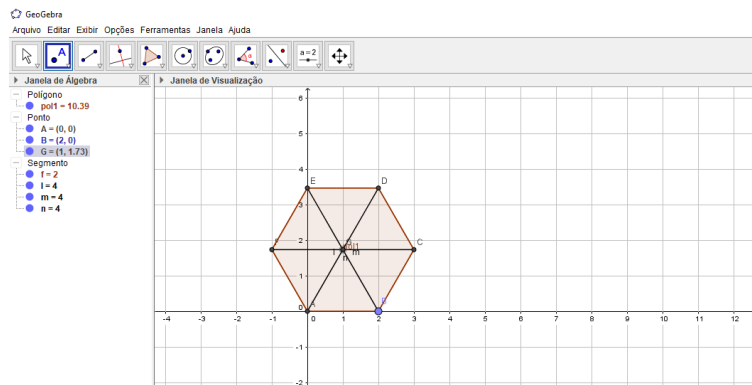 GeoGebra
Arquivo Editar Exibir Opções Ferramentas Janela Ajuda
A
a=2
Janela de Álgebra
Janela de Visualização
Polígono
pol1 = 10.39
Ponto
A = (0, 0)
B = (2, 0)
G = (1, 1.73)
Segmento
f = 2
l = 4
m = 4
n = 4
6
5
4
E
D
3
2
F
C
l
m
n
1
0
A
B
-4 -3 -2 -1 0 1 2 3 4 5 6 7 8 9 10 11 12
-1
-2